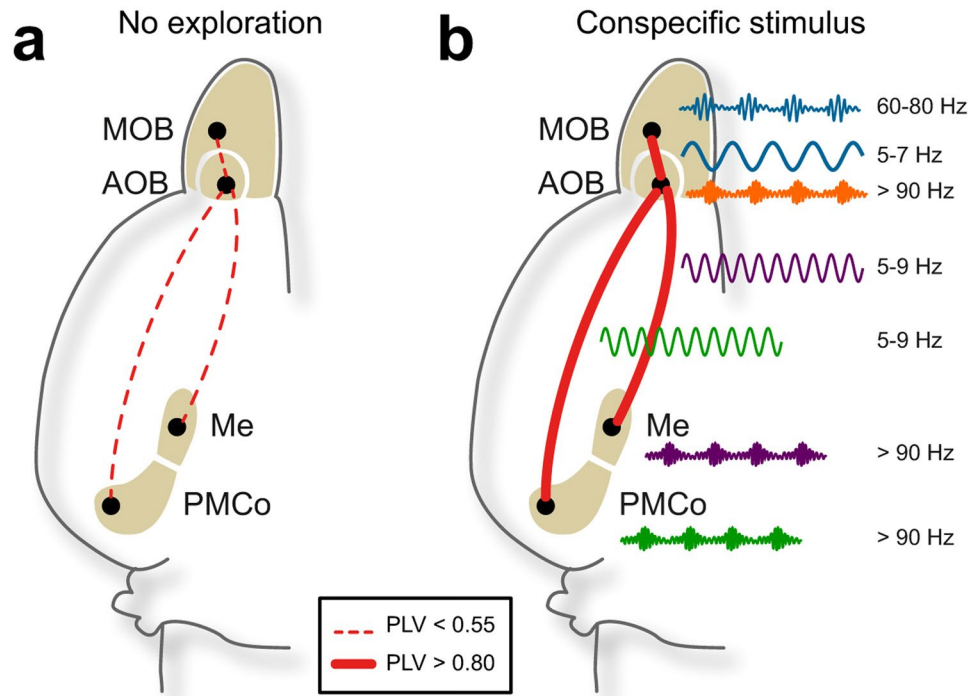 a
No exploration
MOB
AOB
Me
PMCo
b
Conspecific stimulus
MOB
AOB
Me
PMCo
60-80 Hz
5-7 Hz
> 90 Hz
5-9 Hz
5-9 Hz
> 90 Hz
> 90 Hz
PLV < 0.55
PLV > 0.80